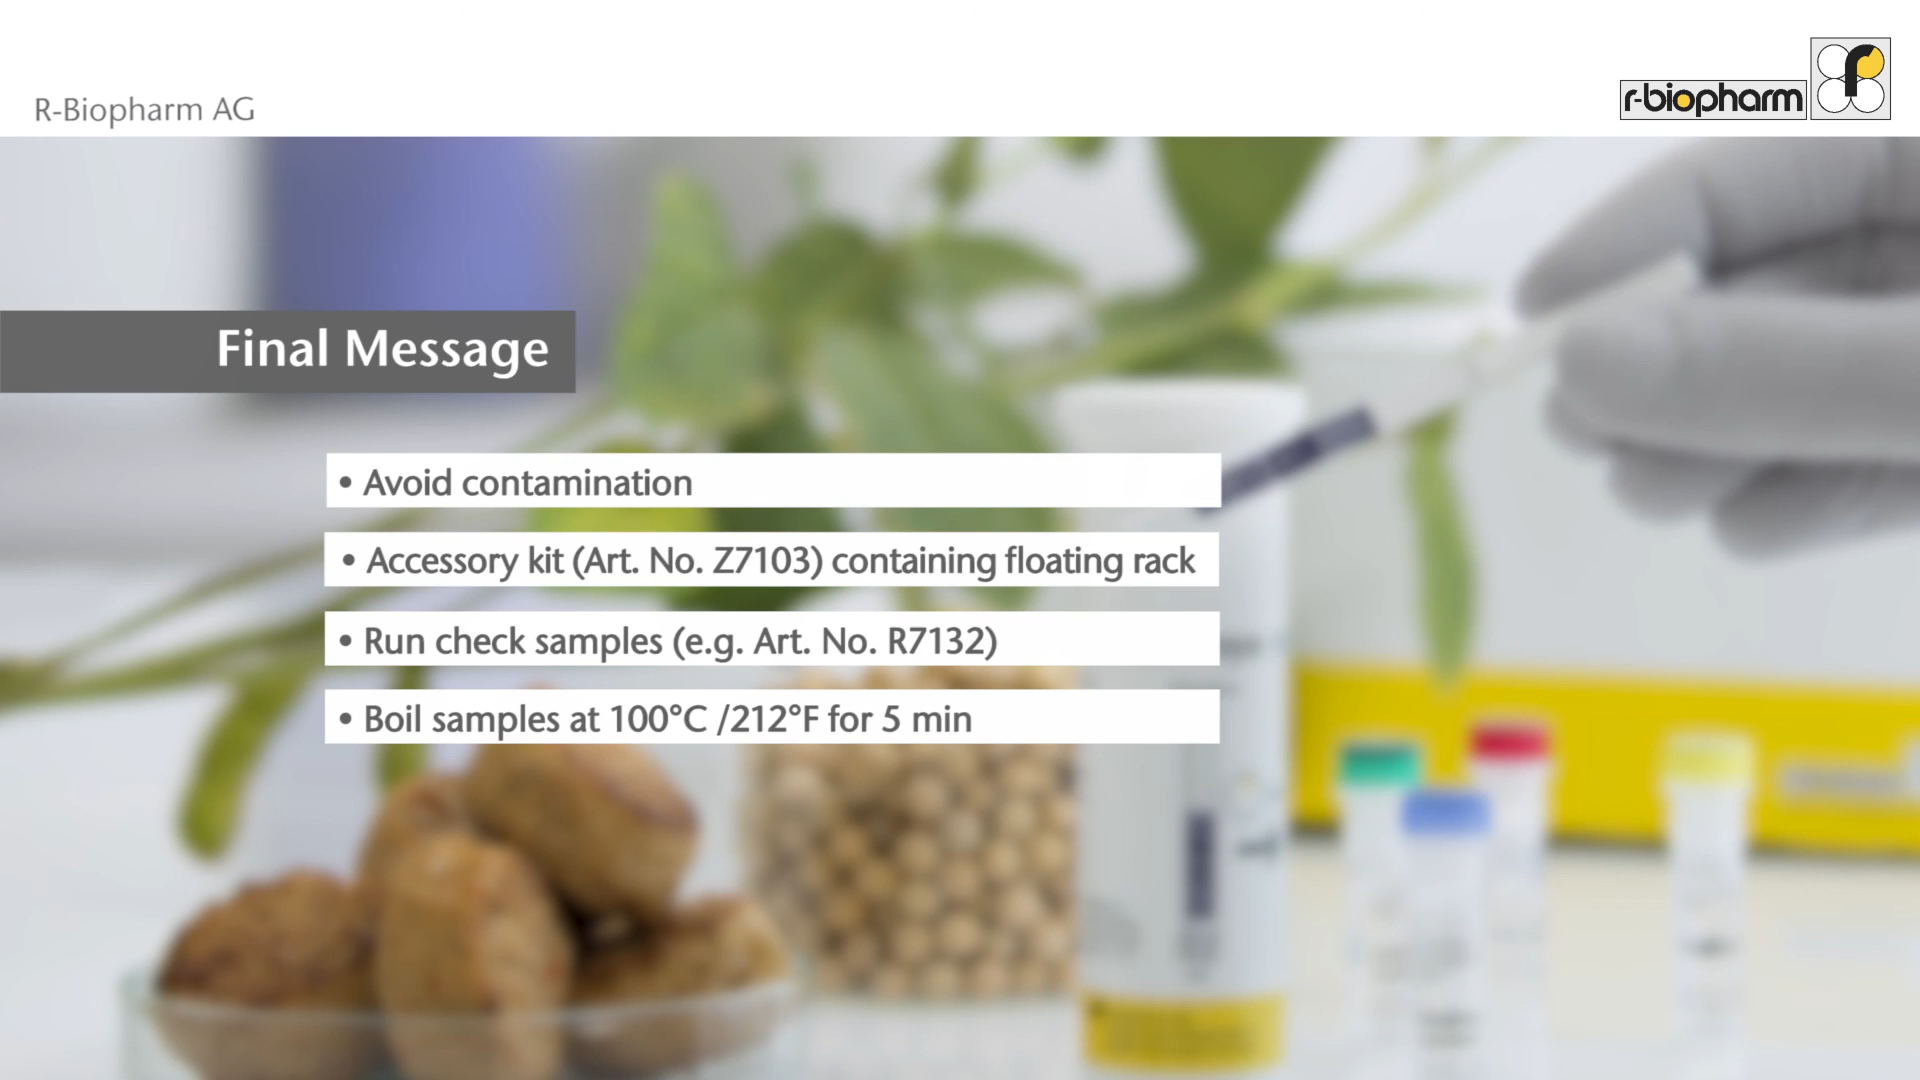 R-Biopharm AG
r-biopharm
Final Message
• Avoid contamination
• Accessory kit (Art. No. Z7103) containing floating rack
• Run check samples (e.g. Art. No. R7132)
• Boil samples at 100°C /212°F for 5 min